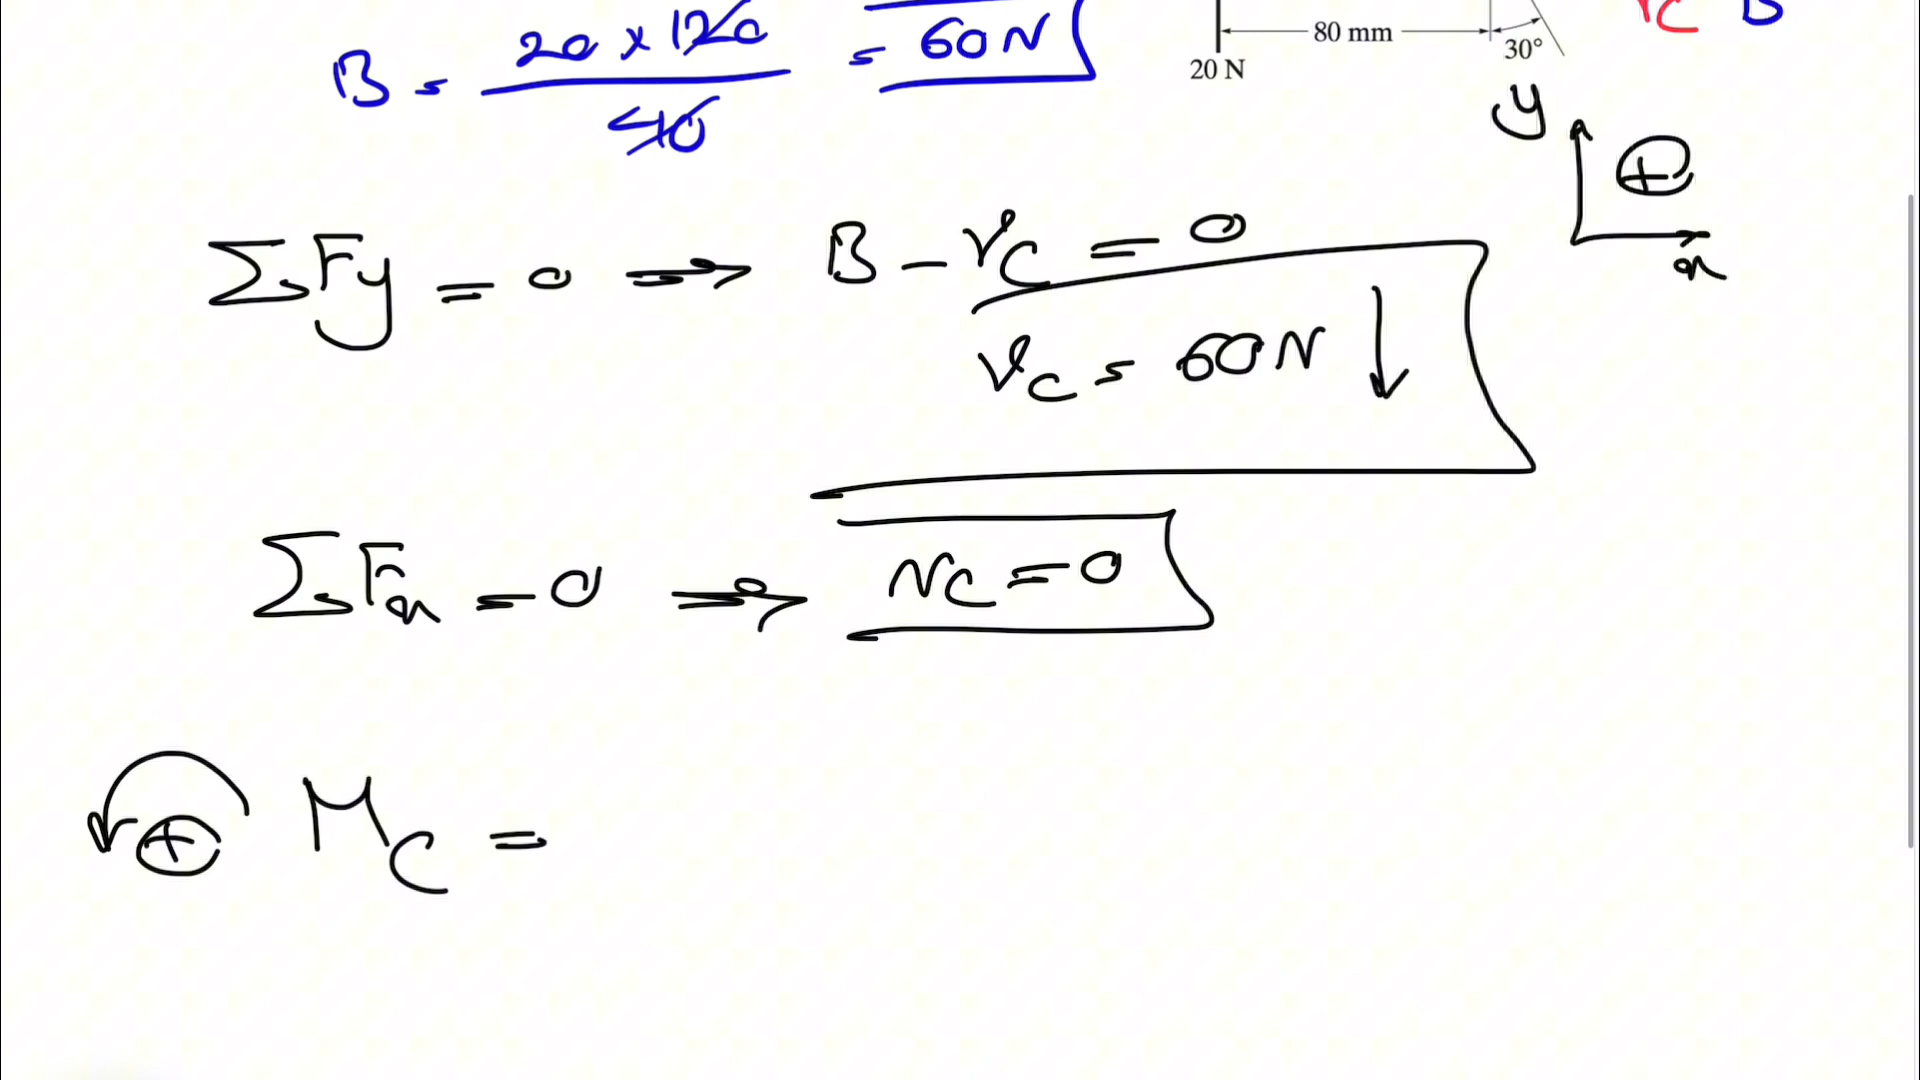 B = 20 × 120 / 40 = 60 N
80 mm
30°
20 N
Vc B
y
+
x
ΣFy = 0 ⇒ B − Vc = 0
Vc = 60 N ↓
ΣFx = 0 ⇒ Nc = 0
+ Mc =